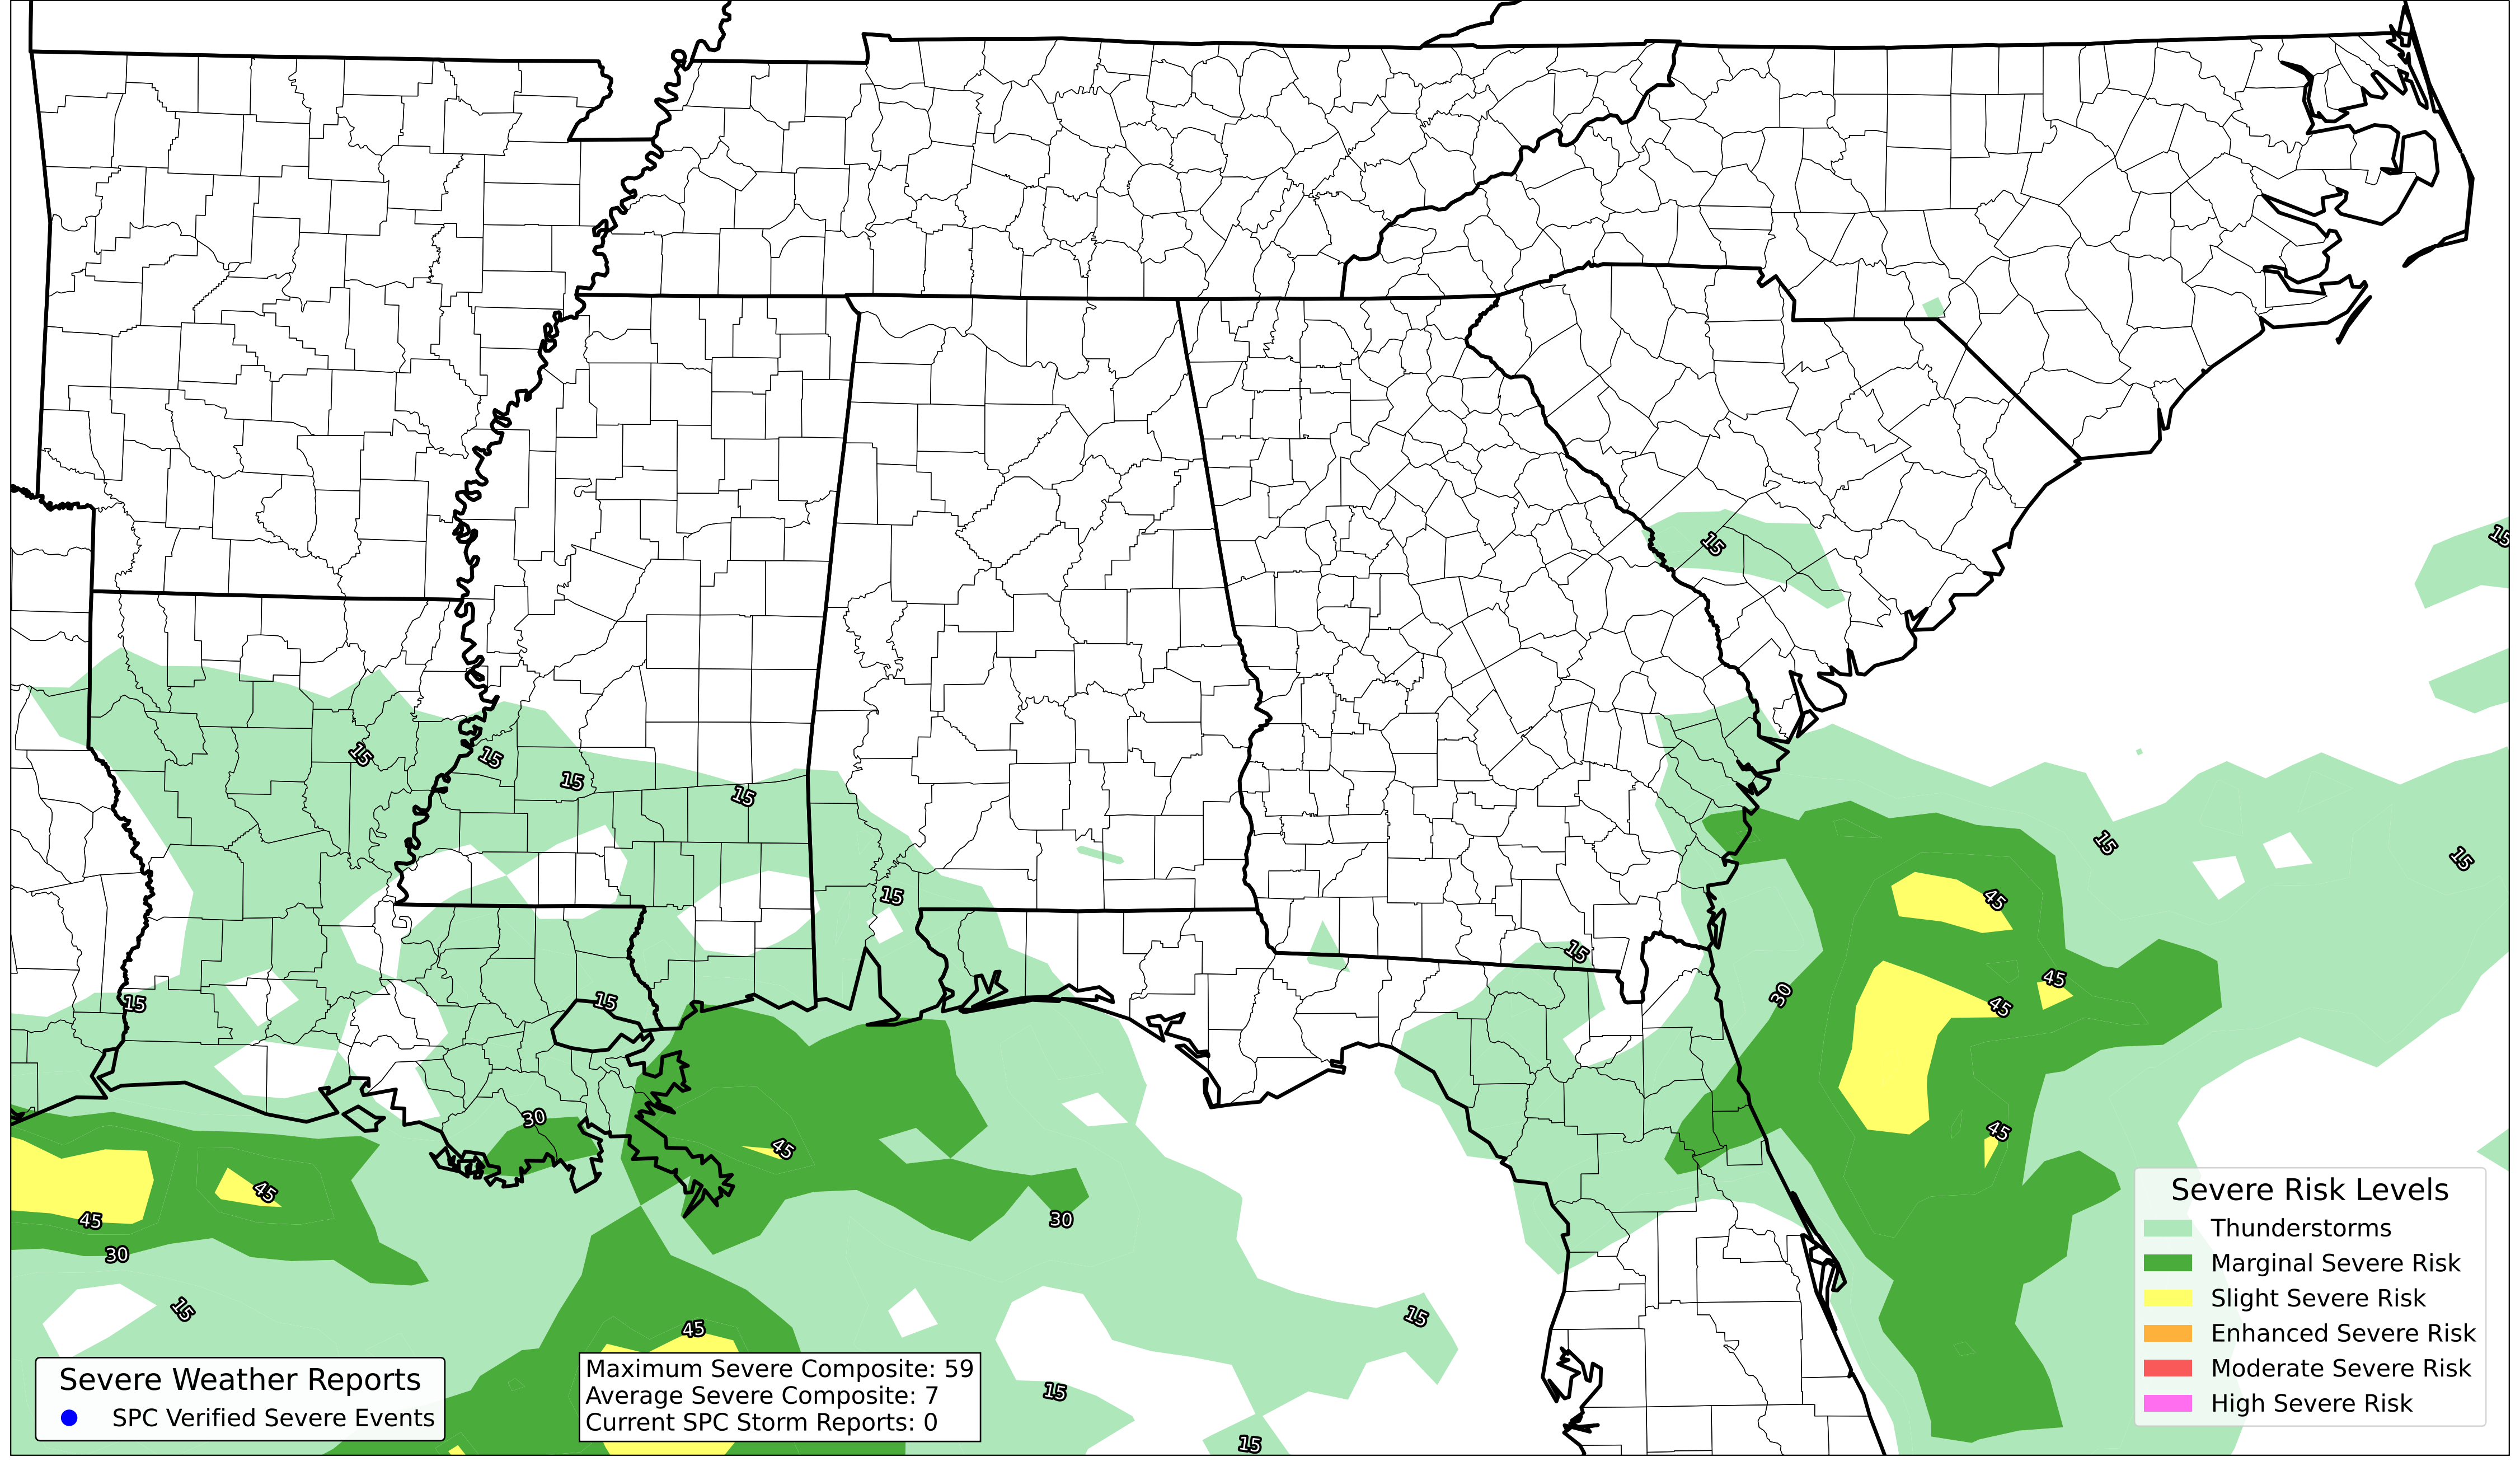 15
15
15
15
15
15
15
15
15
15
15
45
45
30
45
15
30
45
45
45
30
30
45
30
15
45
15
15
15
Severe Risk Levels
Thunderstorms
Marginal Severe Risk
Slight Severe Risk
Enhanced Severe Risk
Moderate Severe Risk
High Severe Risk
Severe Weather Reports
SPC Verified Severe Events
Maximum Severe Composite: 59
Average Severe Composite: 7
Current SPC Storm Reports: 0